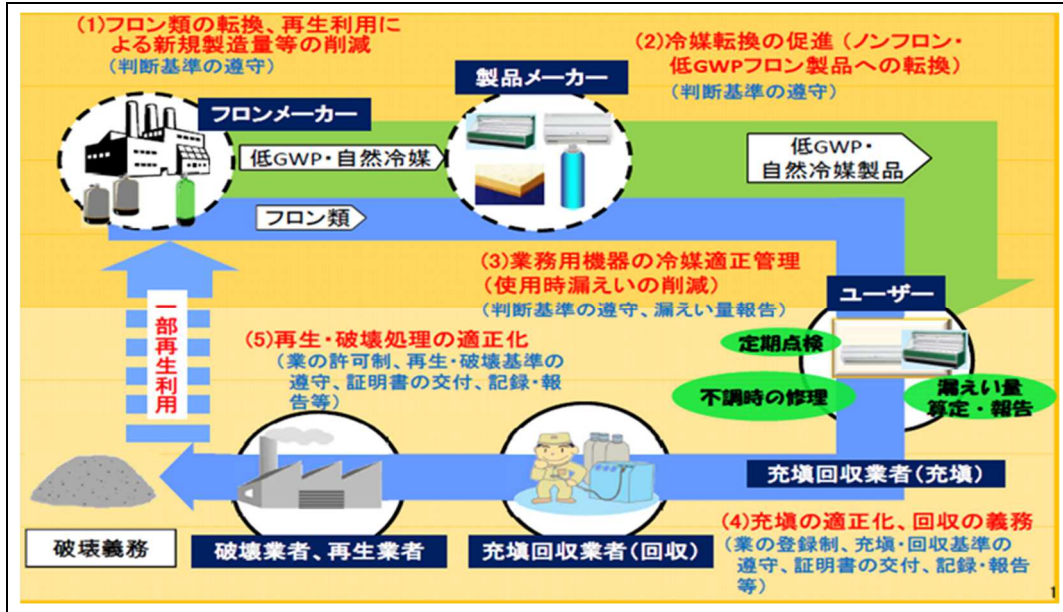 (1)フロン類の転換、再生利用に
よる新規製造量等の削減
(判断基準の遵守)
(2)冷媒転換の促進(ノンフロン・
低GWPフロン製品への転換)
(判断基準の遵守)
製品メーカー
フロンメーカー
低GWP・自然冷媒
低GWP・
自然冷媒製品
フロン類
(3)業務用機器の冷媒適正管理
(使用時漏えいの削減)
(判断基準の遵守、漏えい量報告)
ユーザー
定期点検
不調時の修理
漏えい量
算定・報告
一部再生利用
(5)再生・破壊処理の適正化
(業の許可制、再生・破壊基準の
遵守、証明書の交付、記録・報
告等)
充塡回収業者(充塡)
破壊義務
破壊業者、再生業者
充塡回収業者(回収)
(4)充塡の適正化、回収の義務
(業の登録制、充塡・回収基準の
遵守、証明書の交付、記録・報告
等)
1